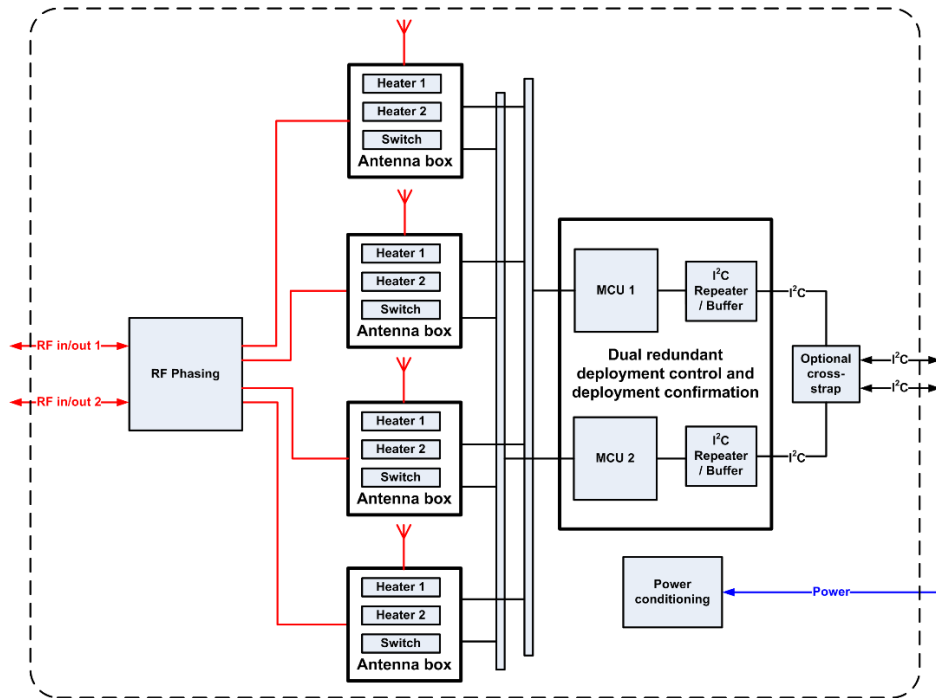 Heater 1
Heater 2
Switch
Antenna box
Heater 1
Heater 2
Switch
Antenna box
Heater 1
Heater 2
Switch
Antenna box
Heater 1
Heater 2
Switch
Antenna box
RF in/out 1
RF in/out 2
RF Phasing
MCU 1
I²C
Repeater
/ Buffer
I²C
Dual redundant
deployment control and
deployment confirmation
MCU 2
I²C
Repeater
/ Buffer
I²C
Optional
cross-
strap
I²C
I²C
Power
conditioning
Power